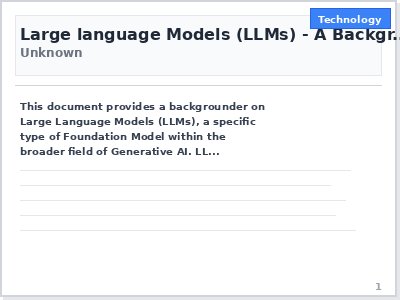 Technology
Large language Models (LLMs) - A Backgr...
Unknown
This document provides a backgrounder on
Large Language Models (LLMs), a specific
type of Foundation Model within the
broader field of Generative AI. LL...
1